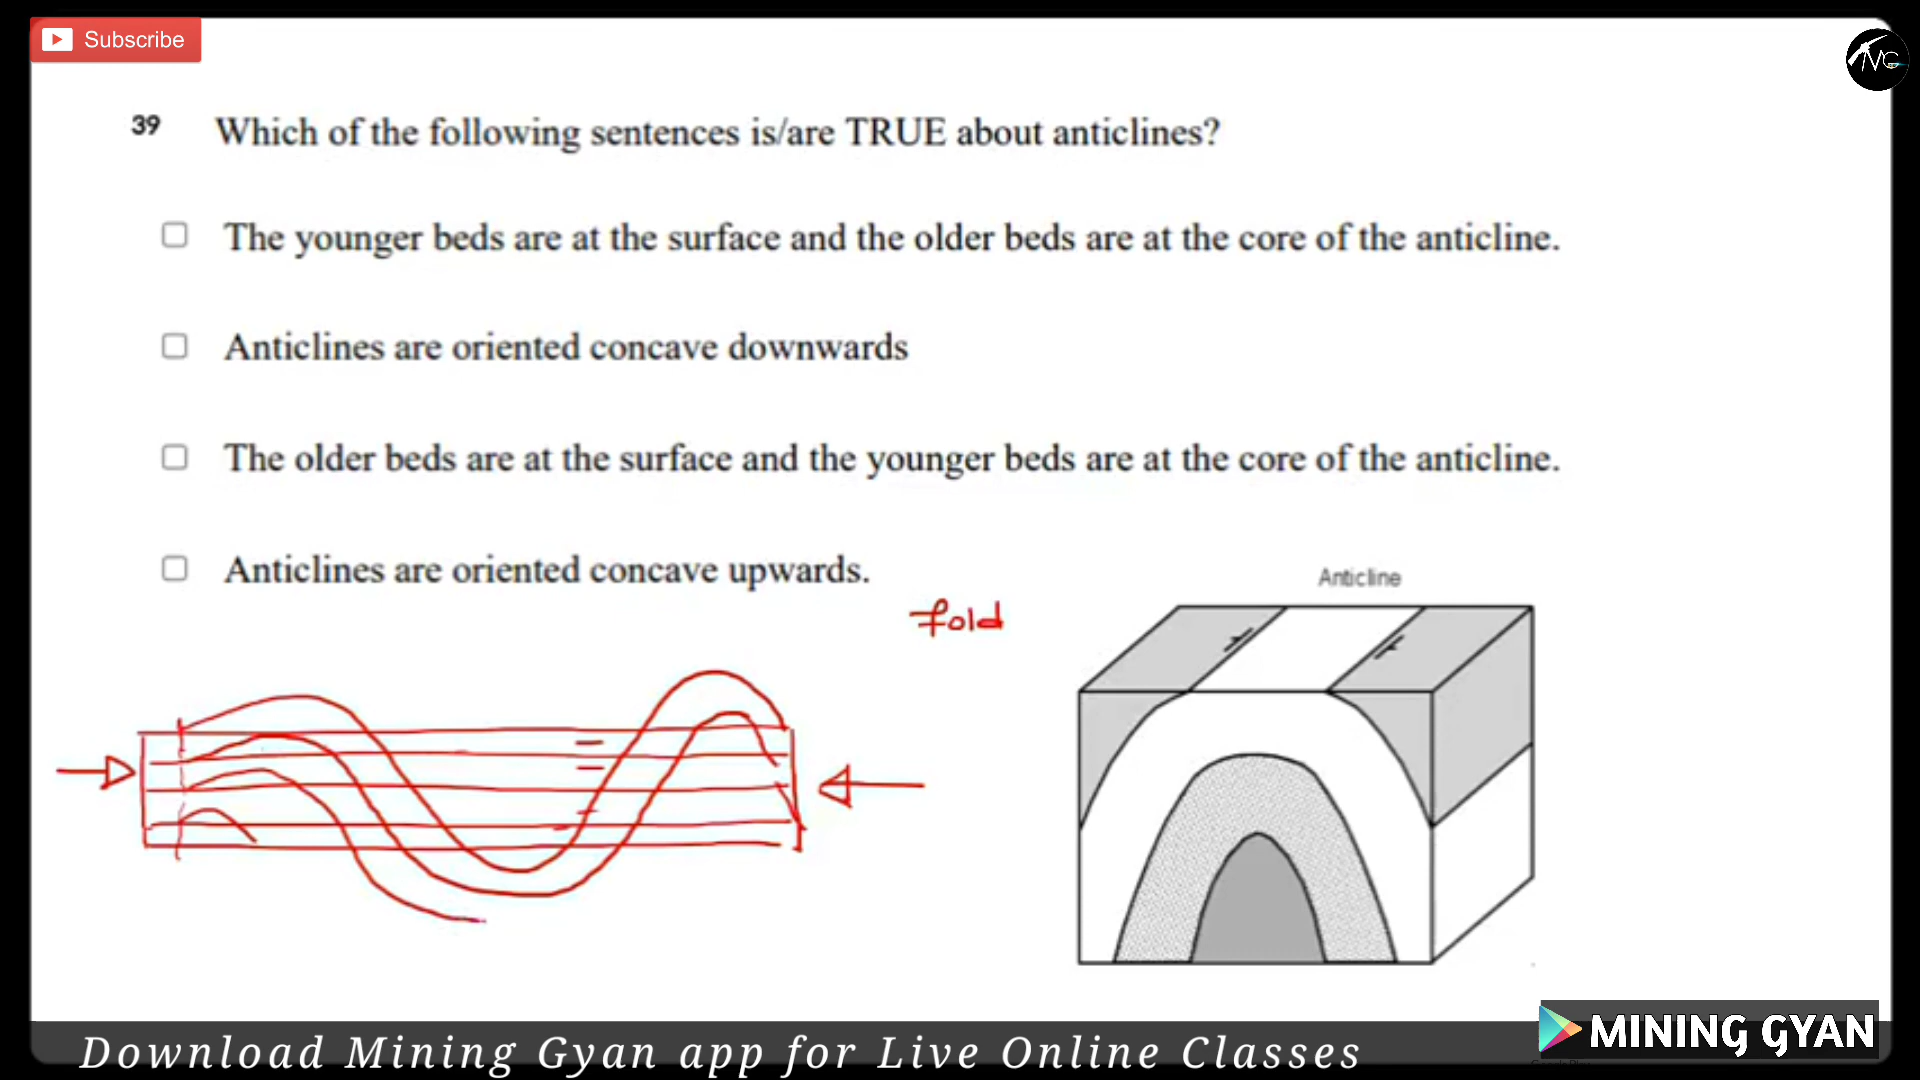 Subscribe
NG
39 Which of the following sentences is/are TRUE about anticlines?
The younger beds are at the surface and the older beds are at the core of the anticline.
Anticlines are oriented concave downwards
The older beds are at the surface and the younger beds are at the core of the anticline.
Anticlines are oriented concave upwards.
Anticline
fold
MINING GYAN
Download Mining Gyan app for Live Online Classes